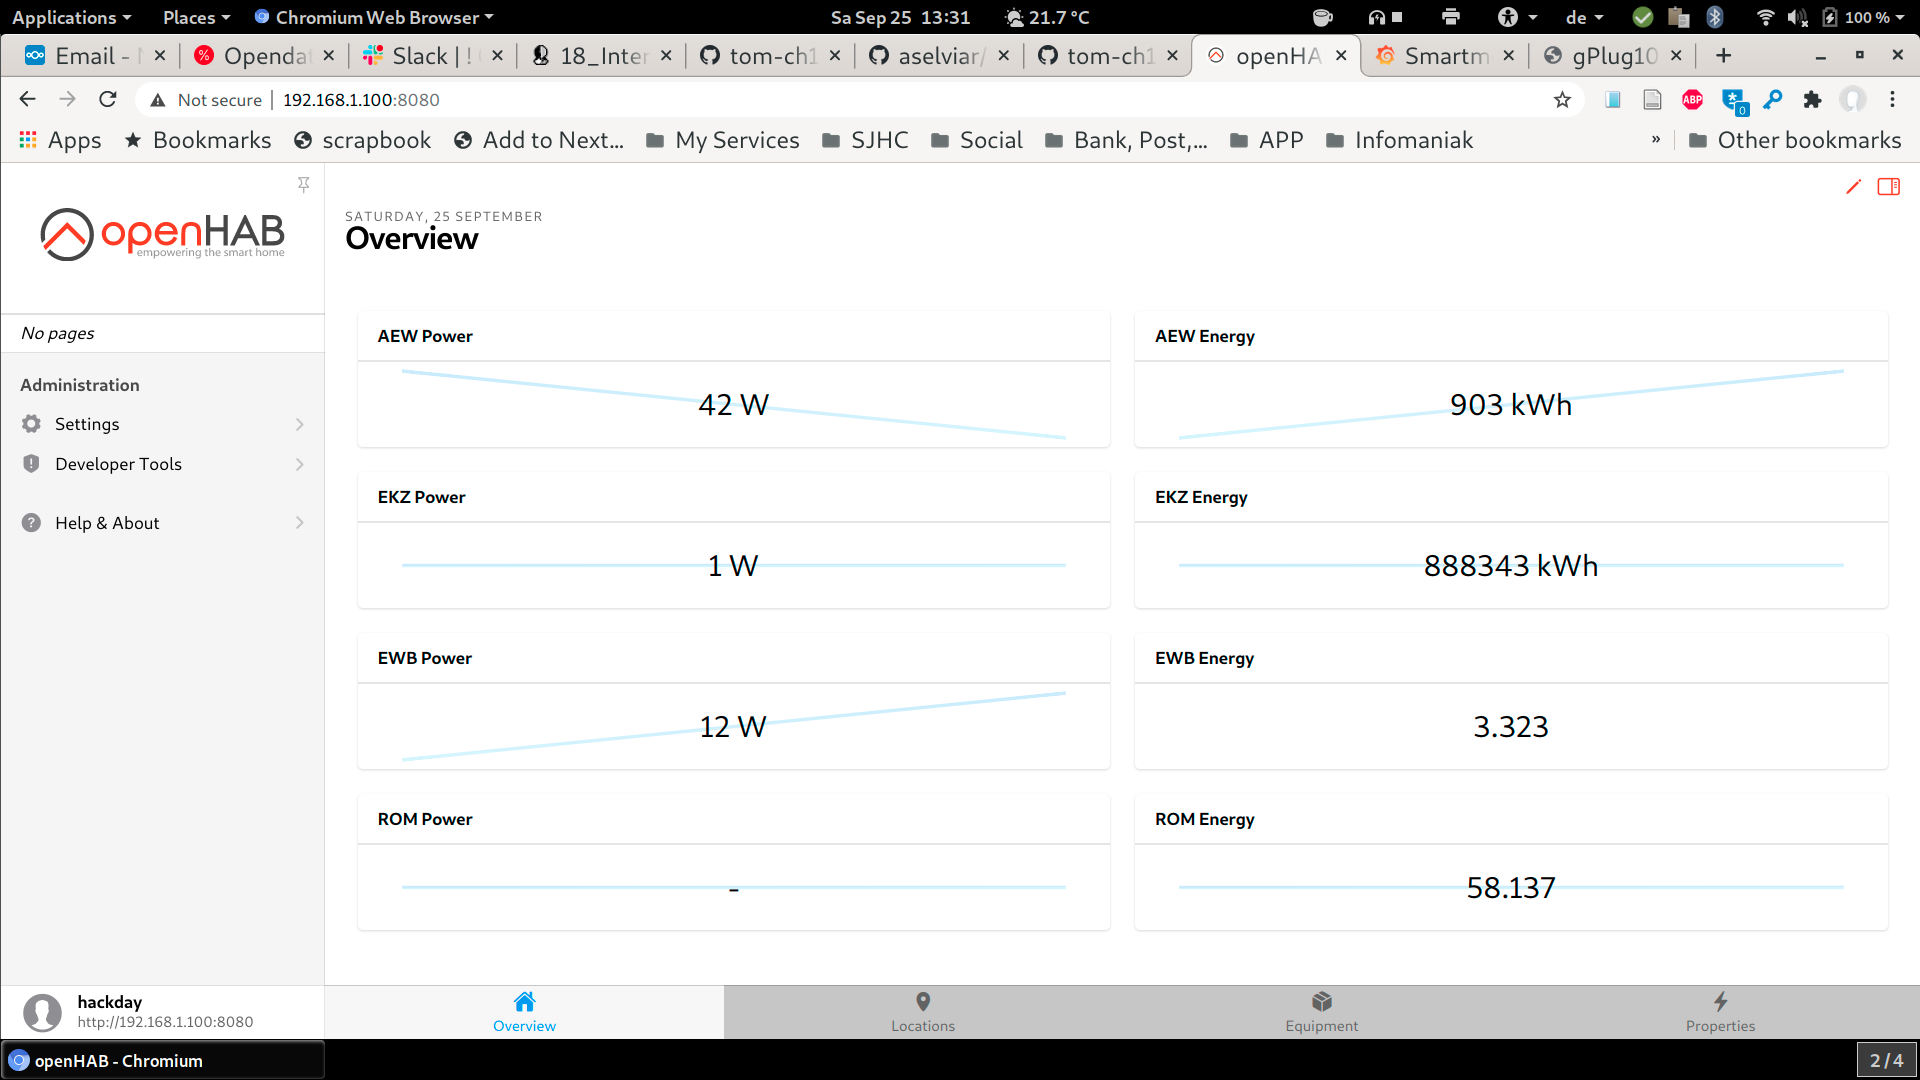 Applications Places Chromium Web Browser Sa Sep 25 13:31 21.7 °C de 100 %
Email - Opendat Slack | ! 18_Inter tom-ch1 aselviar/ tom-ch1 openHA Smartm gPlug10
Not secure 192.168.1.100:8080 ABP 0
Apps Bookmarks scrapbook Add to Next... My Services SJHC Social Bank, Post,... APP Infomaniak » Other bookmarks
openHAB
empowering the smart home
No pages
Administration
Settings
Developer Tools
Help & About
SATURDAY, 25 SEPTEMBER
Overview
AEW Power
42 W
AEW Energy
903 kWh
EKZ Power
1 W
EKZ Energy
888343 kWh
EWB Power
12 W
EWB Energy
3.323
ROM Power
-
ROM Energy
58.137
hackday
http://192.168.1.100:8080
Overview Locations Equipment Properties
openHAB - Chromium
2 / 4